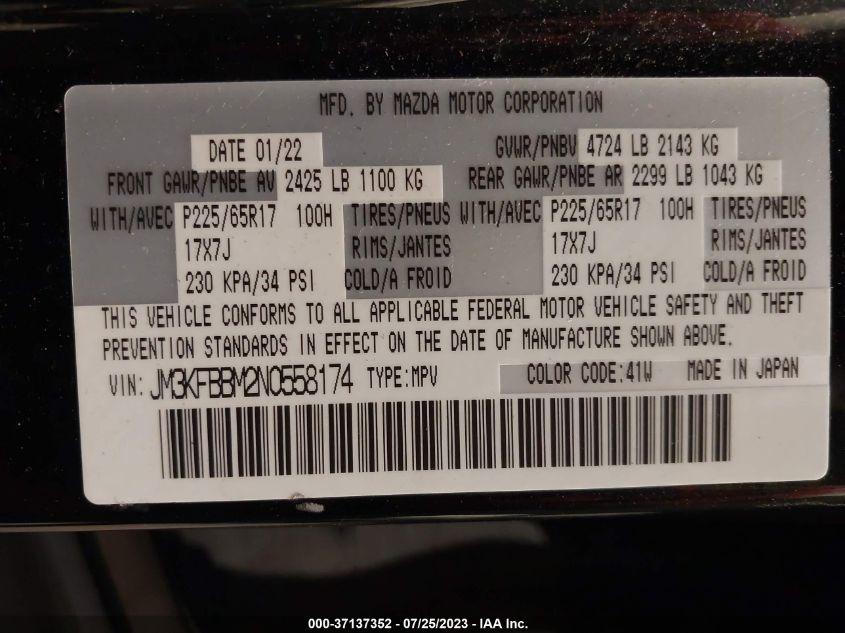 MFD. BY MAZDA MOTOR CORPORATION
DATE 01/22 GVWR/PNBV 4724 LB 2143 KG
FRONT GAWR/PNBE AV 2425 LB 1100 KG REAR GAWR/PNBE AR 2299 LB 1043 KG
WITH/AVEC P225/65R17 100H TIRES/PNEUS WITH/AVEC P225/65R17 100H TIRES/PNEUS
17X7J RIMS/JANTES 17X7J RIMS/JANTES
230 KPA/34 PSI COLD/A FROID 230 KPA/34 PSI COLD/A FROID
THIS VEHICLE CONFORMS TO ALL APPLICABLE FEDERAL MOTOR VEHICLE SAFETY AND THEFT
PREVENTION STANDARDS IN EFFECT ON THE DATE OF MANUFACTURE SHOWN ABOVE.
VIN: JM3KFBBM2N0558174 TYPE:MPV COLOR CODE:41W MADE IN JAPAN
000-37137352 - 07/25/2023 - IAA Inc.